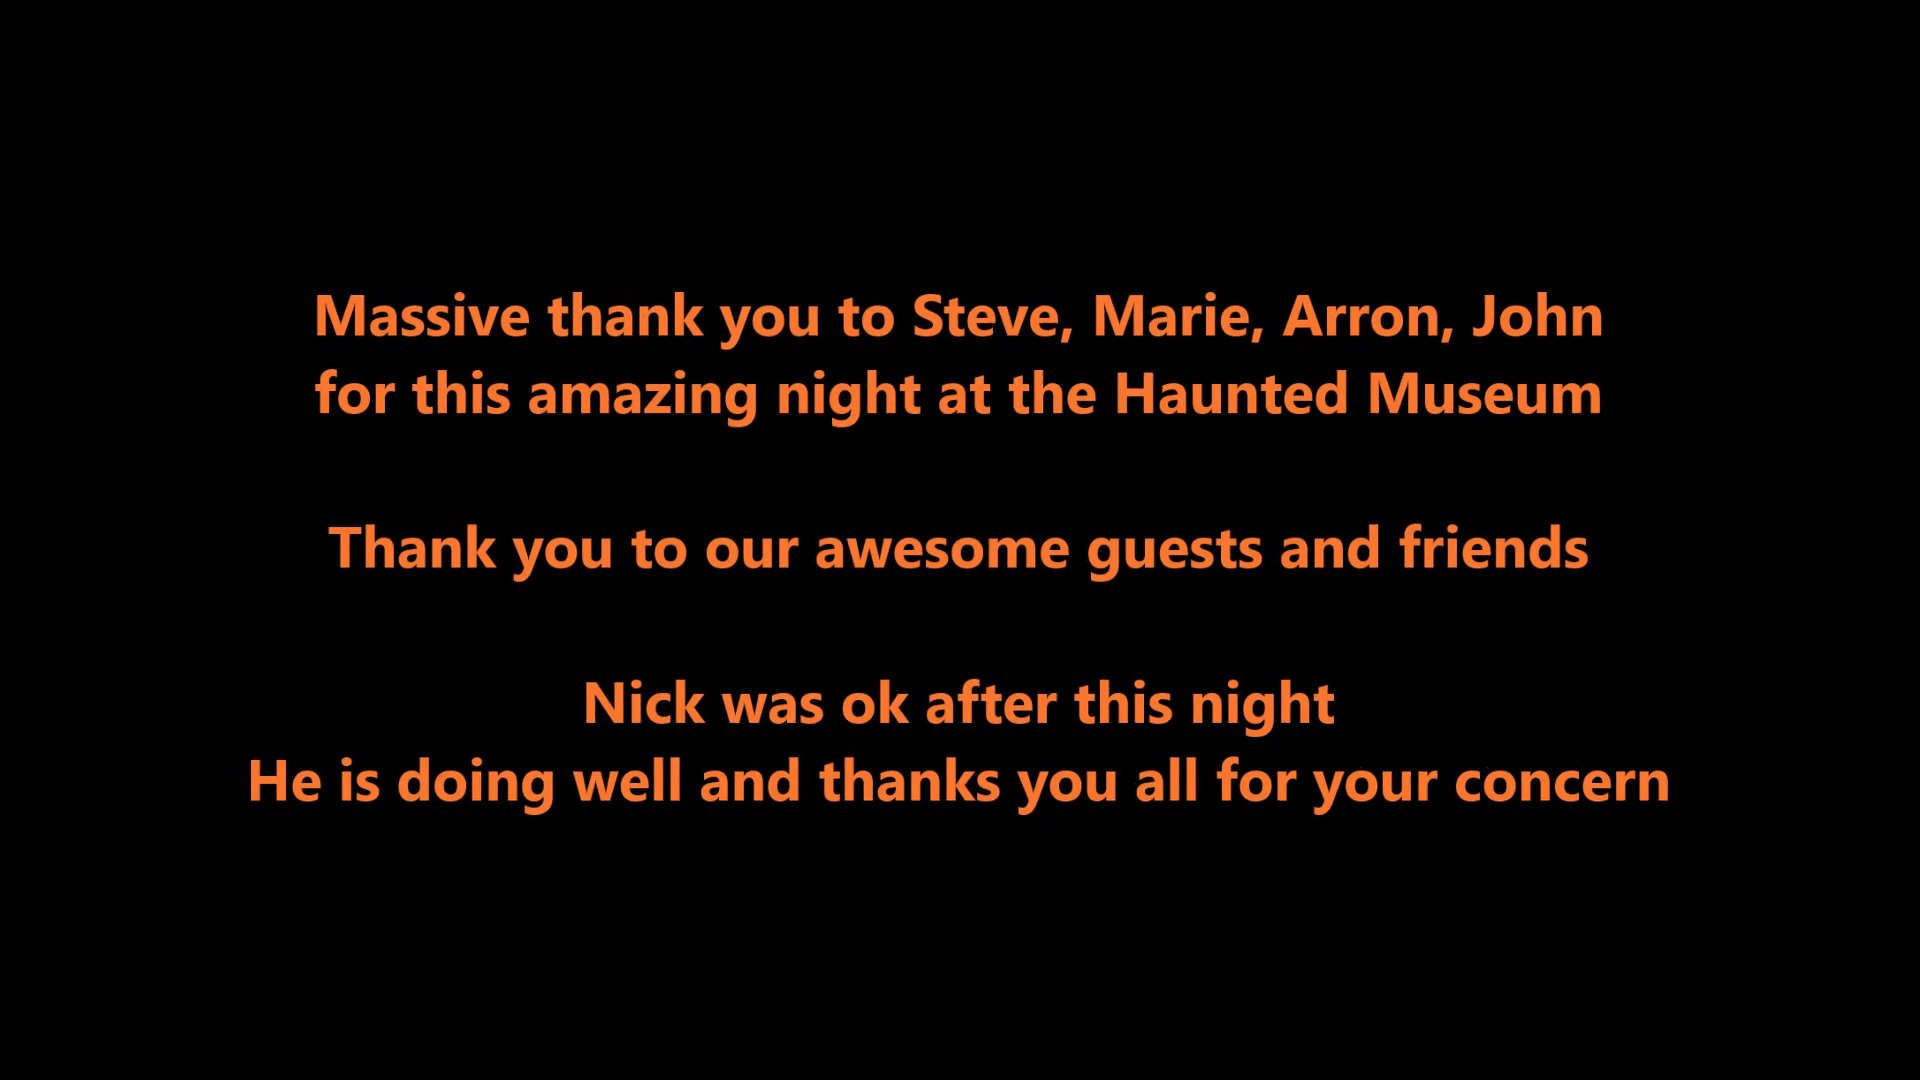 Massive thank you to Steve, Marie, Arron, John
for this amazing night at the Haunted Museum
Thank you to our awesome guests and friends
Nick was ok after this night
He is doing well and thanks you all for your concern